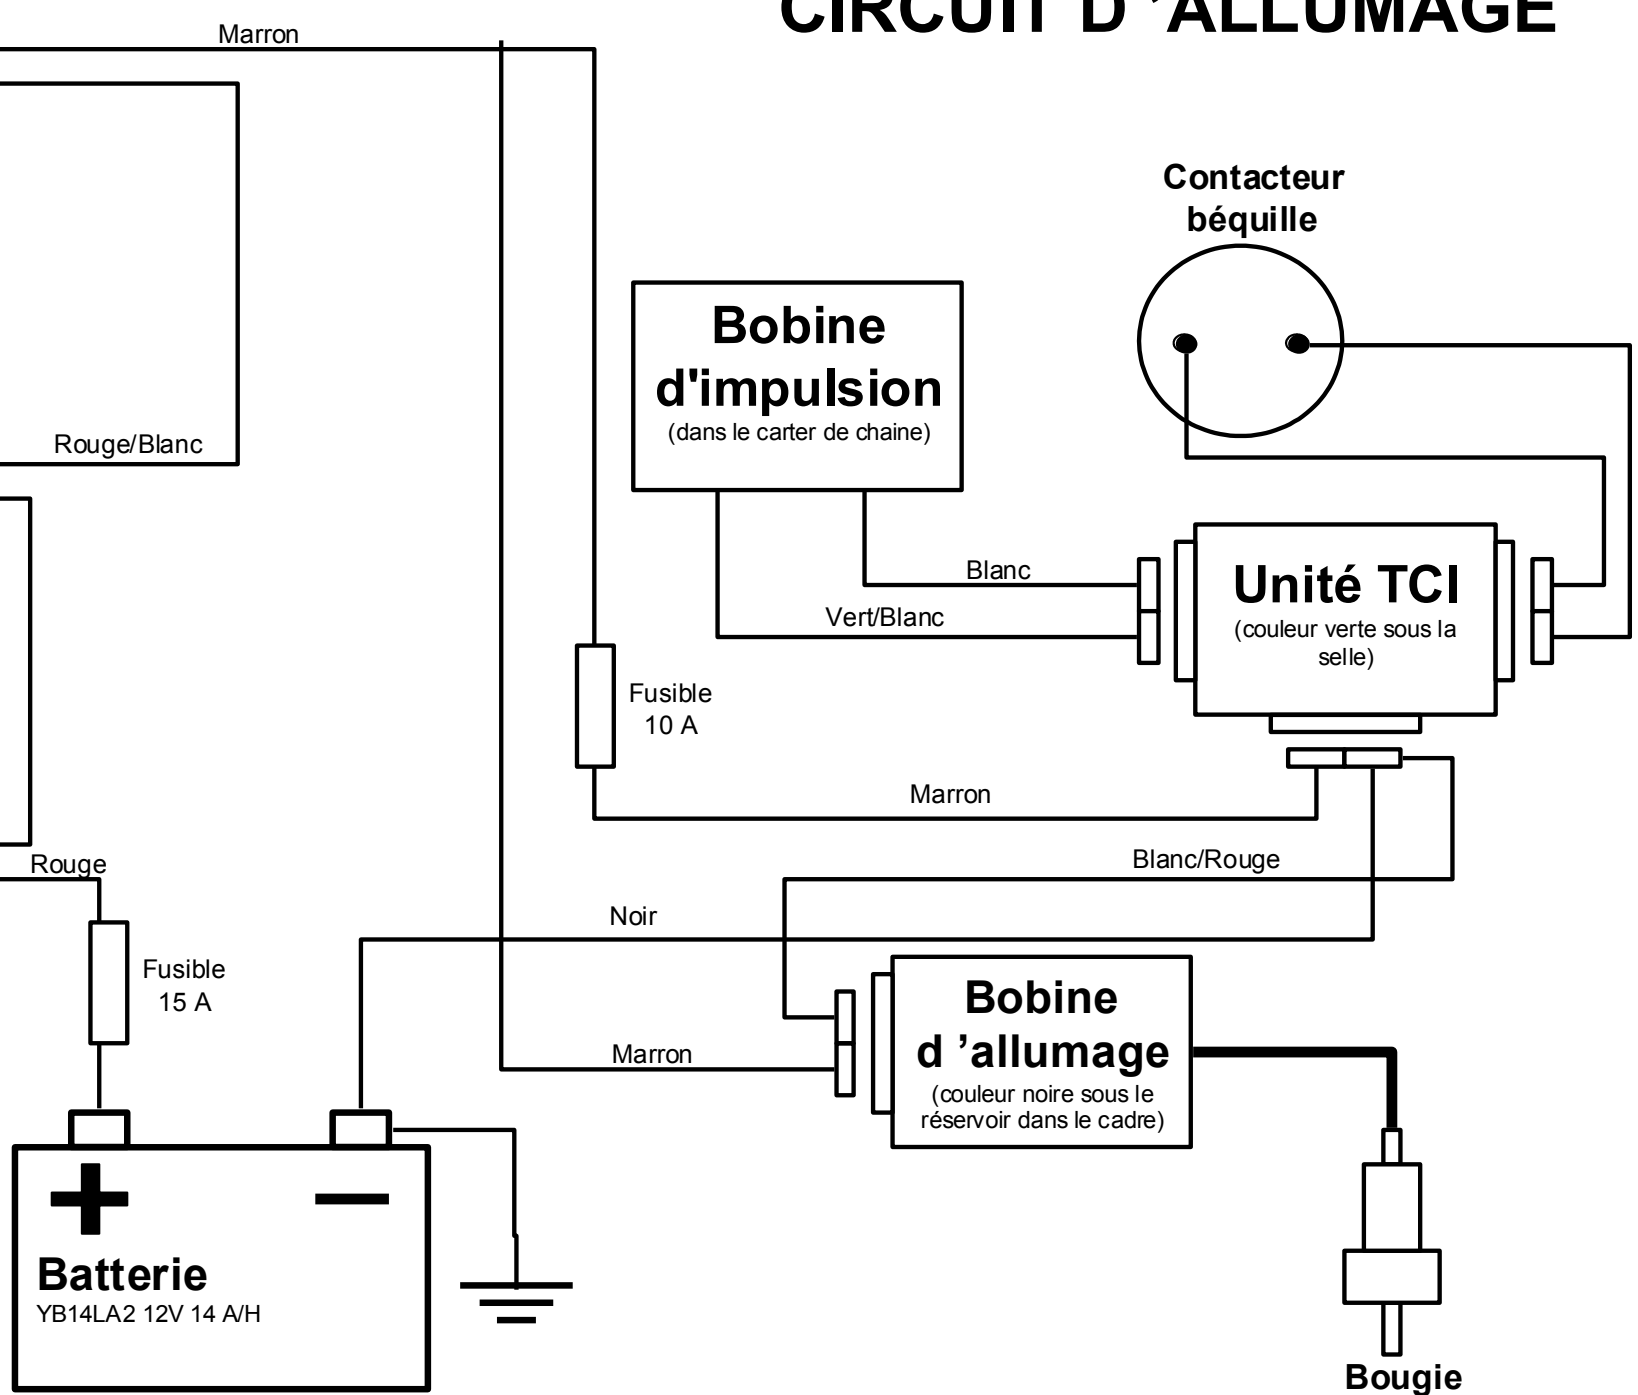 CIRCUIT D ’ALLUMAGE
Marron
Contacteur
béquille
Bobine
d'impulsion
(dans le carter de chaine)
Rouge/Blanc
Blanc
Vert/Blanc
Unité TCI
(couleur verte sous la
selle)
Fusible
10 A
Marron
Blanc/Rouge
Rouge
Noir
Fusible
15 A
Marron
Bobine
d ’allumage
(couleur noire sous le
réservoir dans le cadre)
Batterie
YB14LA2 12V 14 A/H
Bougie